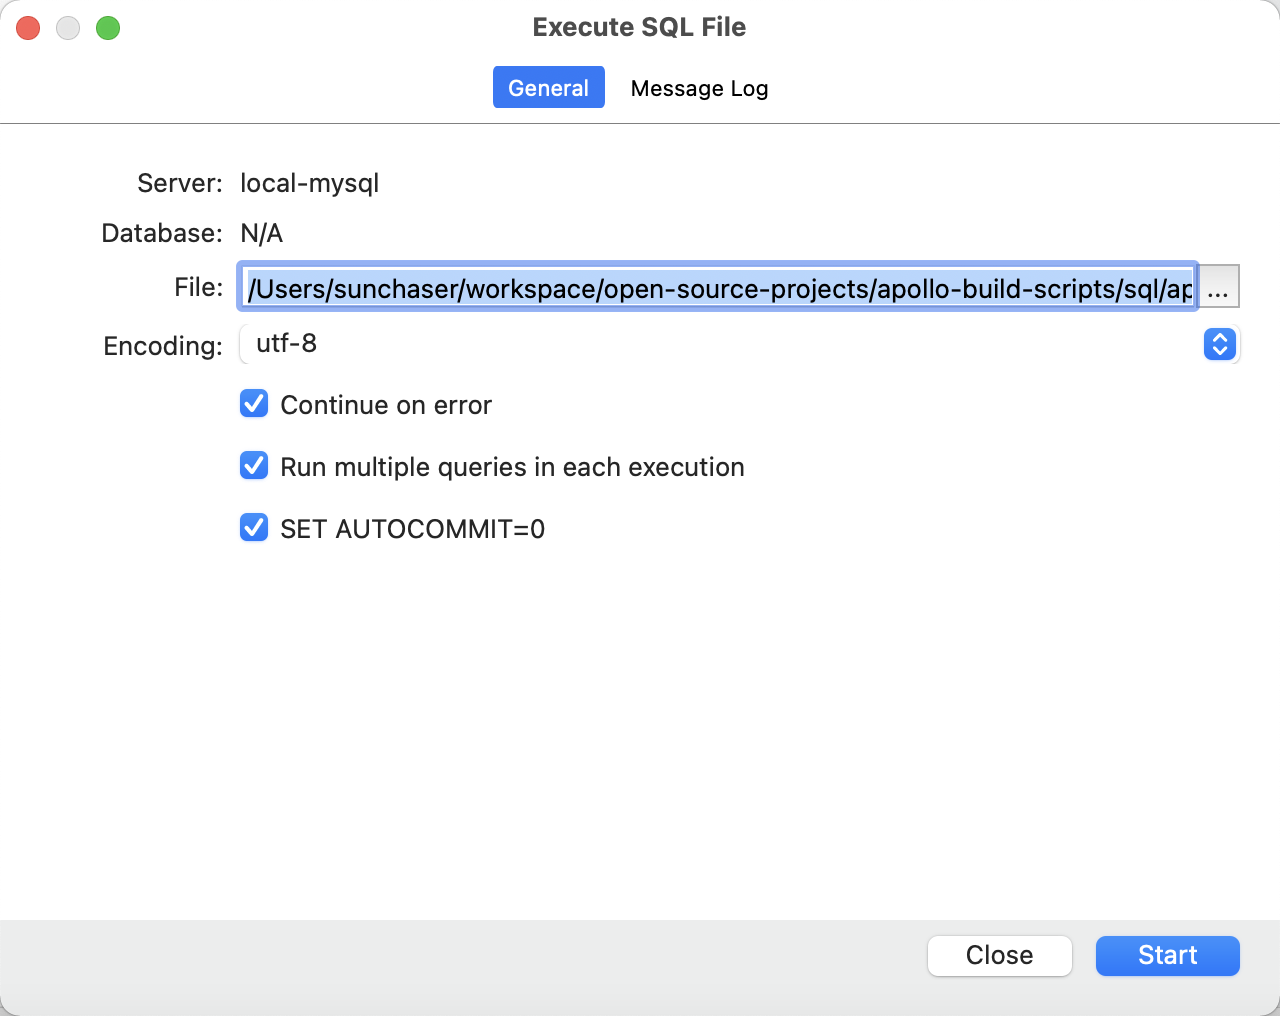 Execute SQL File
General Message Log
Server: local-mysql
Database: N/A
File: /Users/sunchaser/workspace/open-source-projects/apollo-build-scripts/sql/ap ...
Encoding: utf-8
Continue on error
Run multiple queries in each execution
SET AUTOCOMMIT=0
Close Start